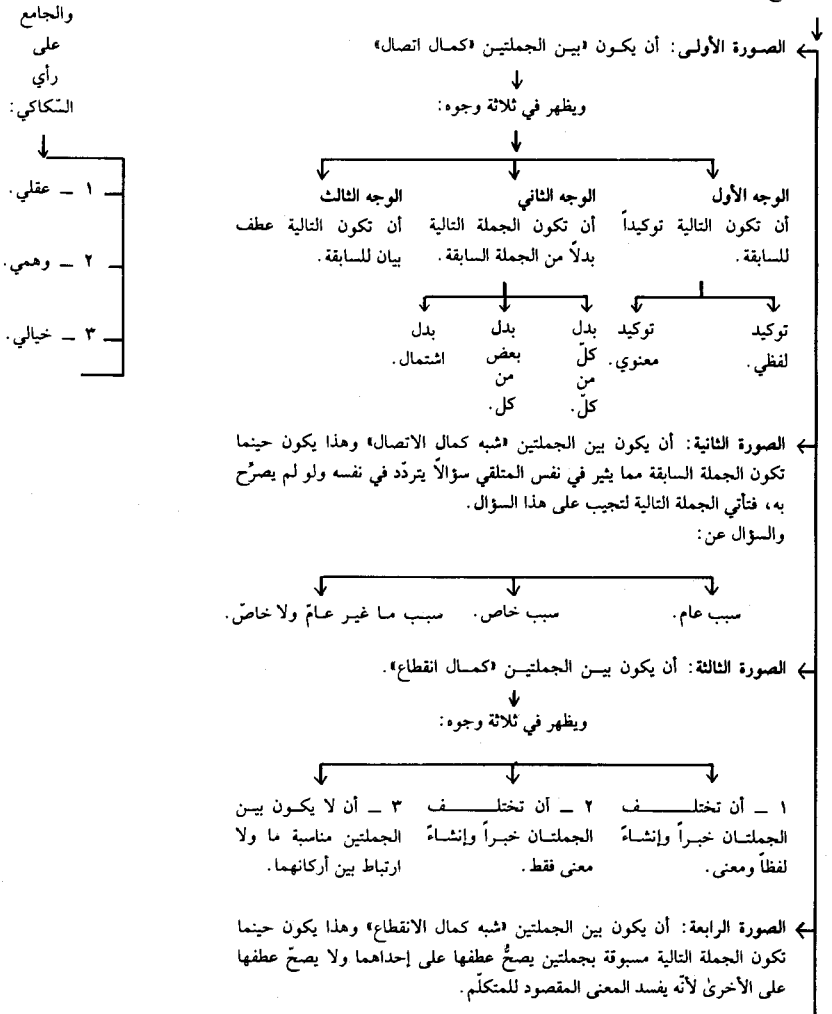 الصورة الأولى: أن يكون «بين الجملتين «كمال اتصال»
ويظهر في ثلاثة وجوه:
الوجه الأول
أن تكون التالية توكيداً
للسابقة.
توكيد
لفظي.
توكيد
معنوي.
الوجه الثاني
أن تكون الجملة التالية
بدلاً من الجملة السابقة.
بدل
كلّ
من
كلّ.
بدل
بعض
من
كل.
بدل
اشتمال.
الوجه الثالث
أن تكون التالية عطف
بيان للسابقة.
الصورة الثانية: أن يكون بين الجملتين «شبه كمال الاتصال» وهذا يكون حينما
تكون الجملة السابقة مما يثير في نفس المتلقي سؤالاً يتردّد في نفسه ولو لم يصرِّح
به، فتأتي الجملة التالية لتجيب على هذا السؤال.
والسؤال عن:
سبب عام.
سبب خاص.
سبب ما غير عامّ ولا خاصّ.
الصورة الثالثة: أن يكون بين الجملتين «كمال انقطاع».
ويظهر في ثلاثة وجوه:
١ ـ أن تختلف
الجملتان خبراً وإنشاءً
لفظاً ومعنى.
٢ ـ أن تختلف
الجملتان خبراً وإنشاءً
معنى فقط.
٣ ـ أن لا يكون بين
الجملتين مناسبة ما ولا
ارتباط بين أركانهما.
الصورة الرابعة: أن يكون بين الجملتين «شبه كمال الانقطاع» وهذا يكون حينما
تكون الجملة التالية مسبوقة بجملتين يصحُّ عطفها على إحداهما ولا يصحّ عطفها
على الأخرىٰ لأنّه يفسد المعنى المقصود للمتكلّم.
والجامع
على
رأي
السّكاكي:
١ ـ عقلي.
٢ ـ وهمي.
٣ ـ خيالي.